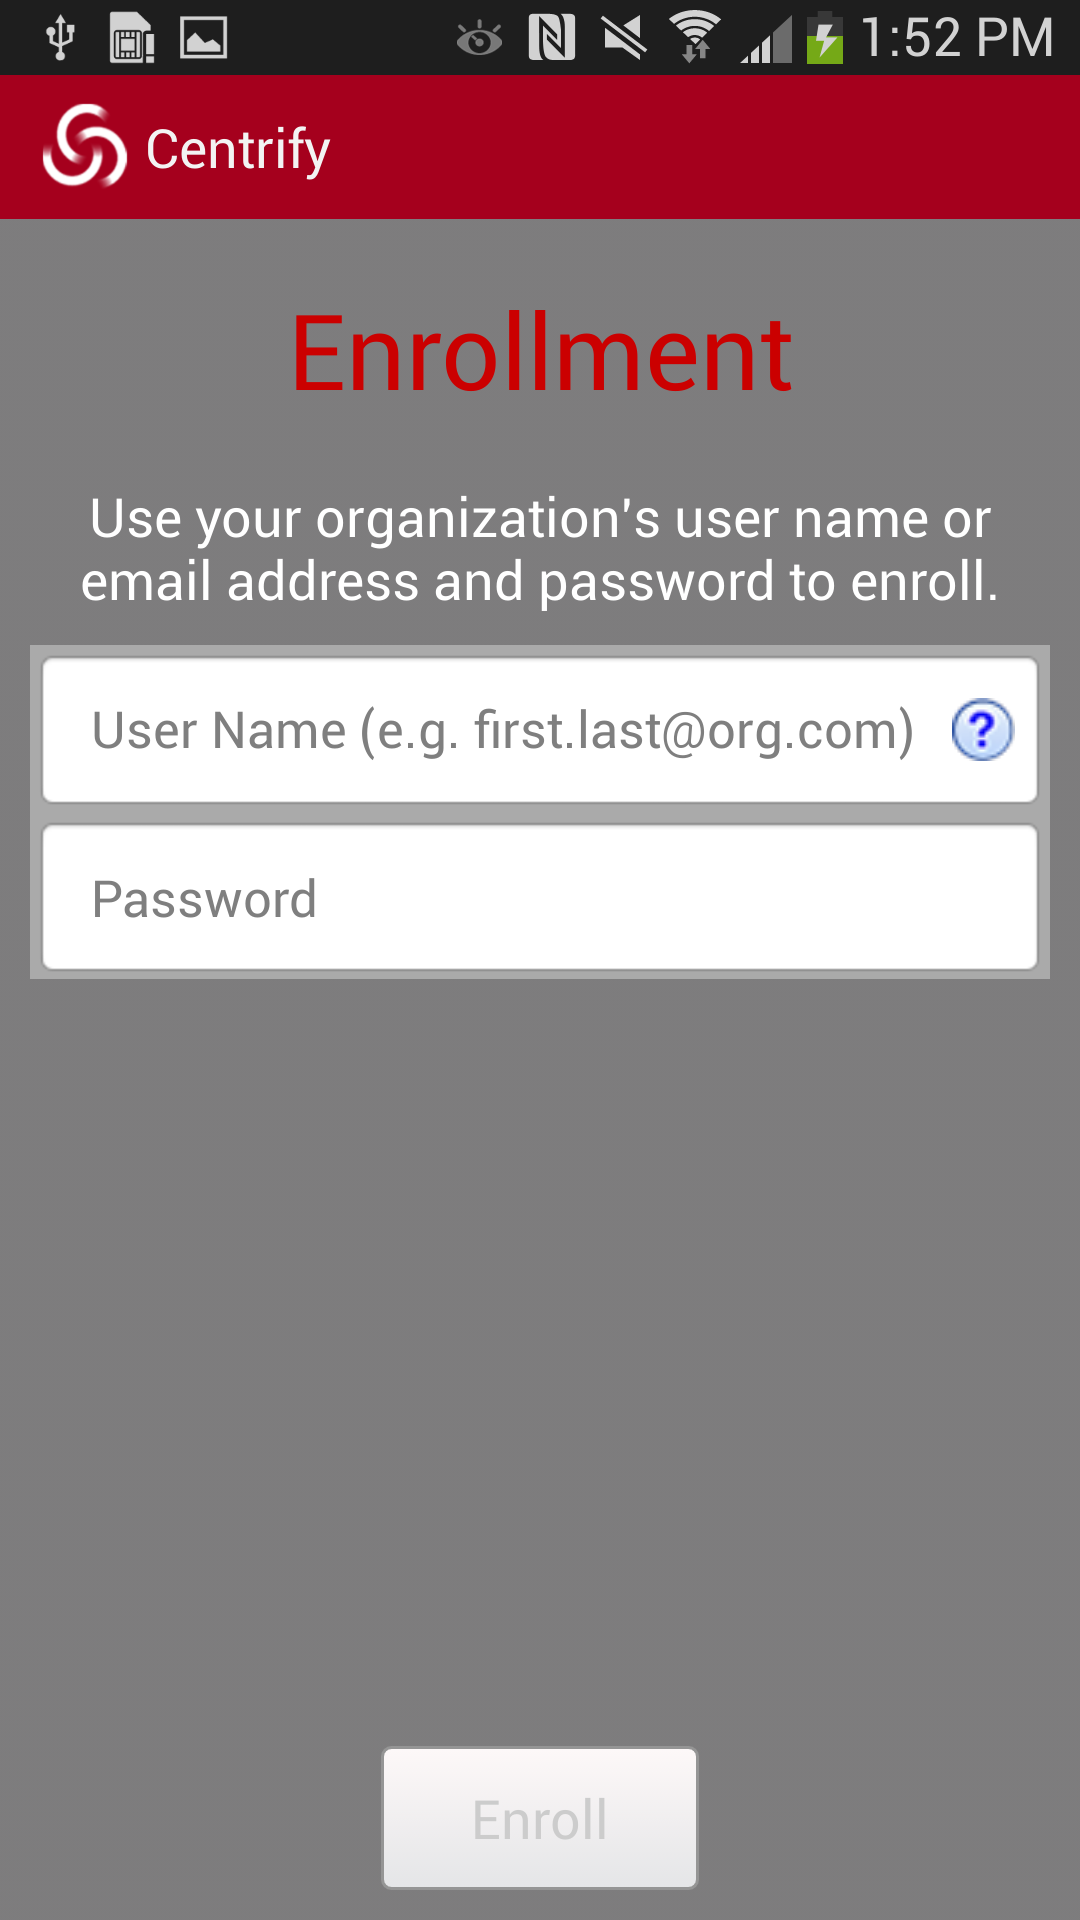 1:52 PM
Centrify
Enrollment
Use your organization's user name or
email address and password to enroll.
User Name (e.g. first.last@org.com)
?
Password
Enroll